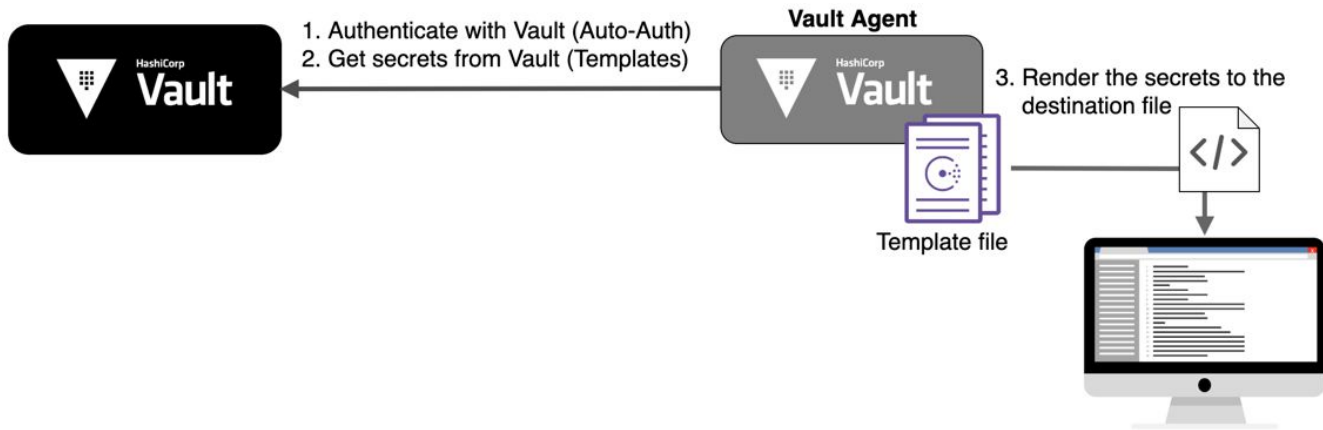 HashiCorp
Vault
1. Authenticate with Vault (Auto-Auth)
2. Get secrets from Vault (Templates)
Vault Agent
HashiCorp
Vault
3. Render the secrets to the
destination file
</>
Template file